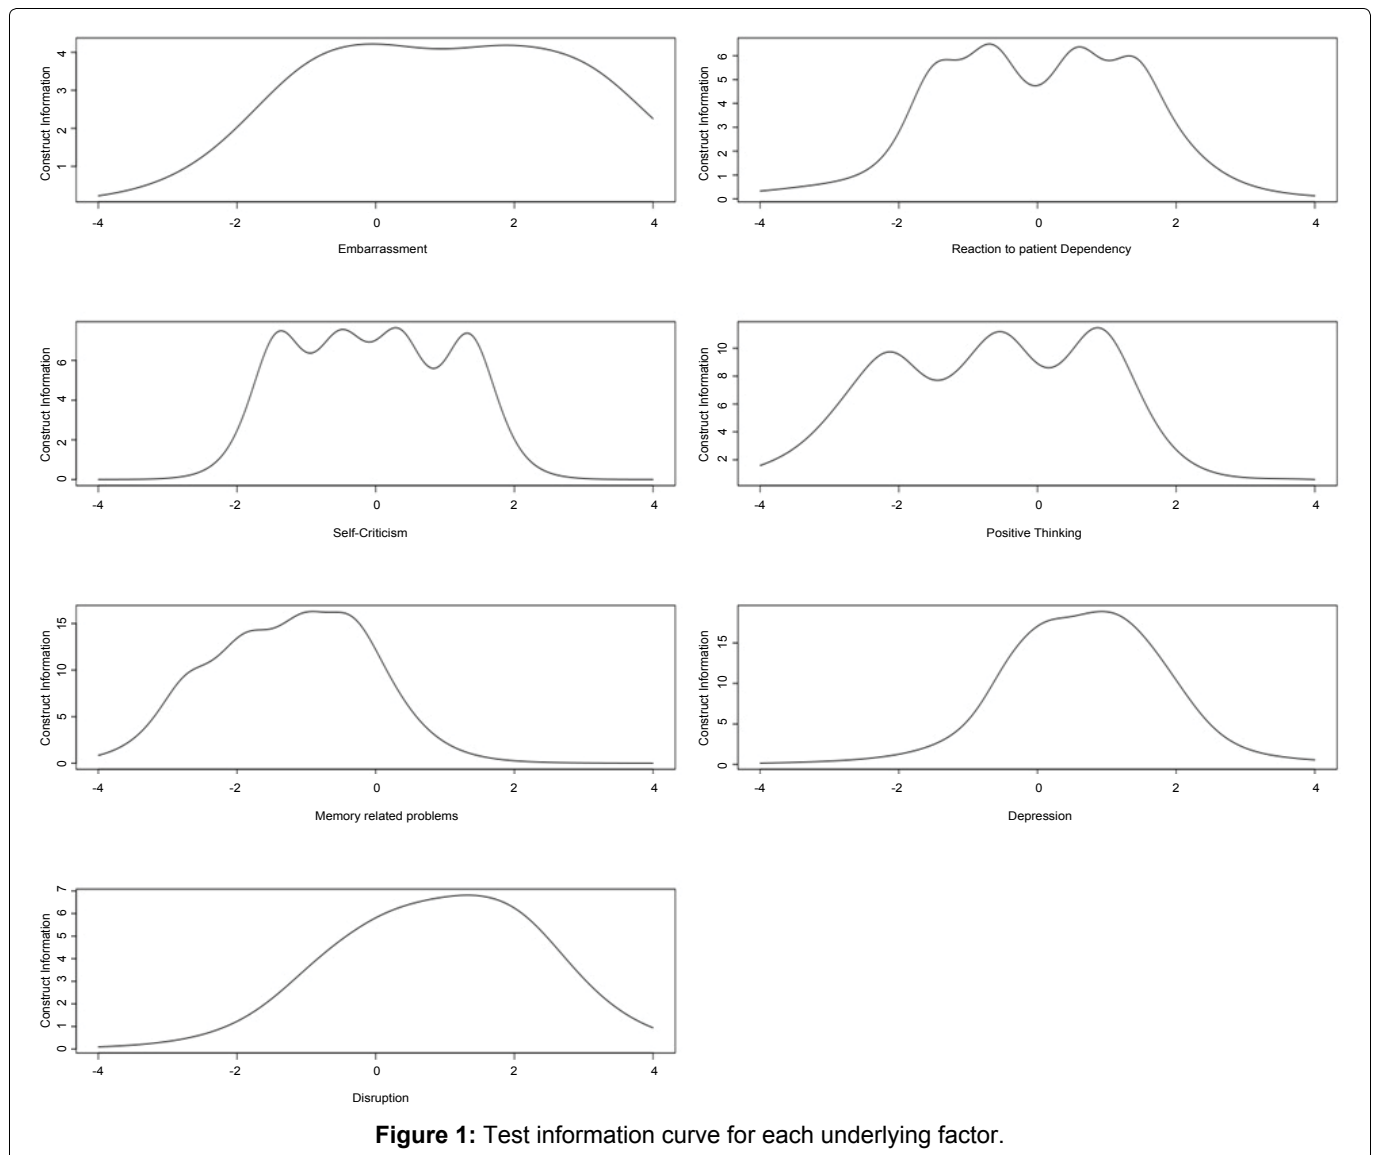 Construct Information
4
3
2
1
-4 -2 0 2 4
Embarrassment
Construct Information
6
5
4
3
2
1
0
-4 -2 0 2 4
Reaction to patient Dependency
Construct Information
6
4
2
0
-4 -2 0 2 4
Self-Criticism
Construct Information
10
8
6
4
2
-4 -2 0 2 4
Positive Thinking
Construct Information
15
10
5
0
-4 -2 0 2 4
Memory related problems
Construct Information
15
10
5
0
-4 -2 0 2 4
Depression
Construct Information
7
6
5
4
3
2
1
0
-4 -2 0 2 4
Disruption
Figure 1: Test information curve for each underlying factor.